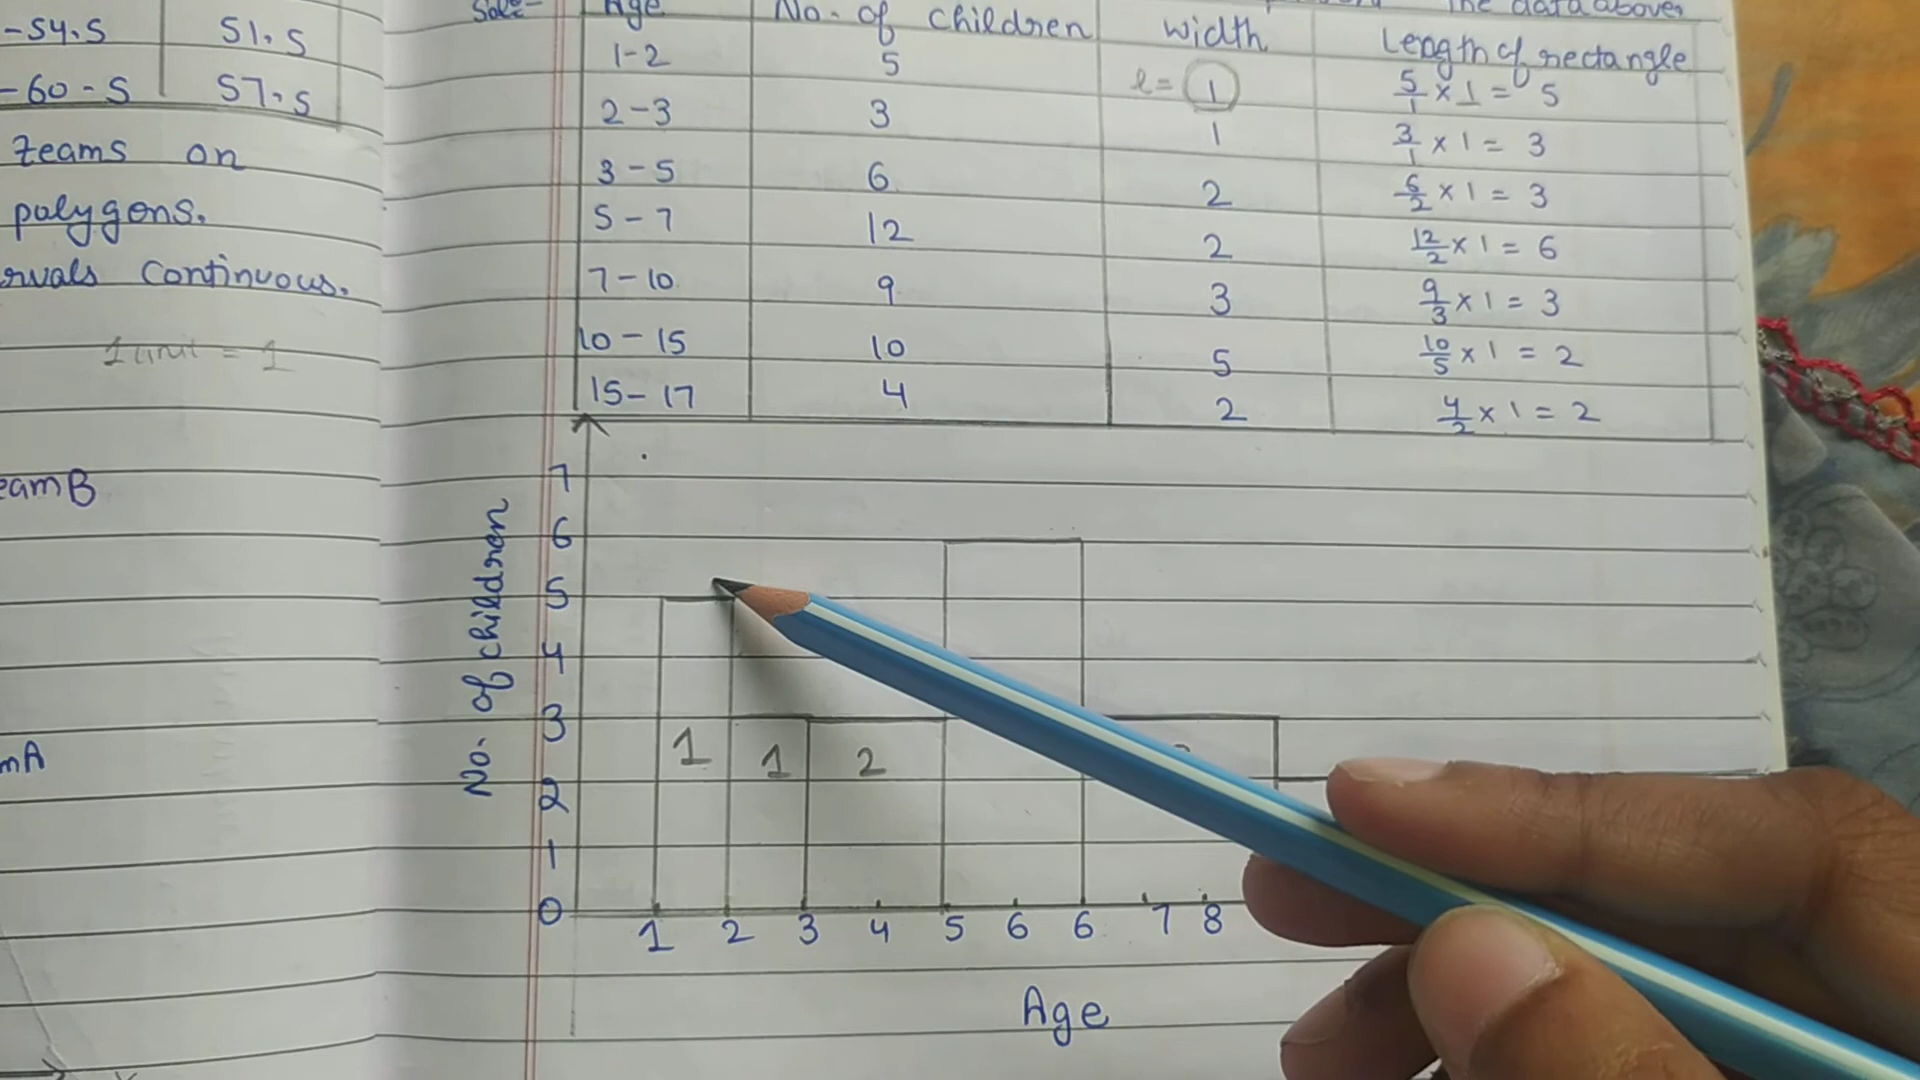 -54.5 51.5
-60-5 57.5
teams on
polygons.
rvals continuous.
1 unit = 1
eam B
mA
The data above.
Sol:-
Age No. of children width Length of rectangle
1-2 5 l= 1 5/1 × 1 = 5
2-3 3 1 3/1 × 1 = 3
3-5 6 2 6/2 × 1 = 3
5-7 12 2 12/2 × 1 = 6
7-10 9 3 9/3 × 1 = 3
10-15 10 5 10/5 × 1 = 2
15-17 4 2 4/2 × 1 = 2
No. of children
7
6
5
4
3
2
1
0
1 1 2
1 2 3 4 5 6 6 7 8
Age